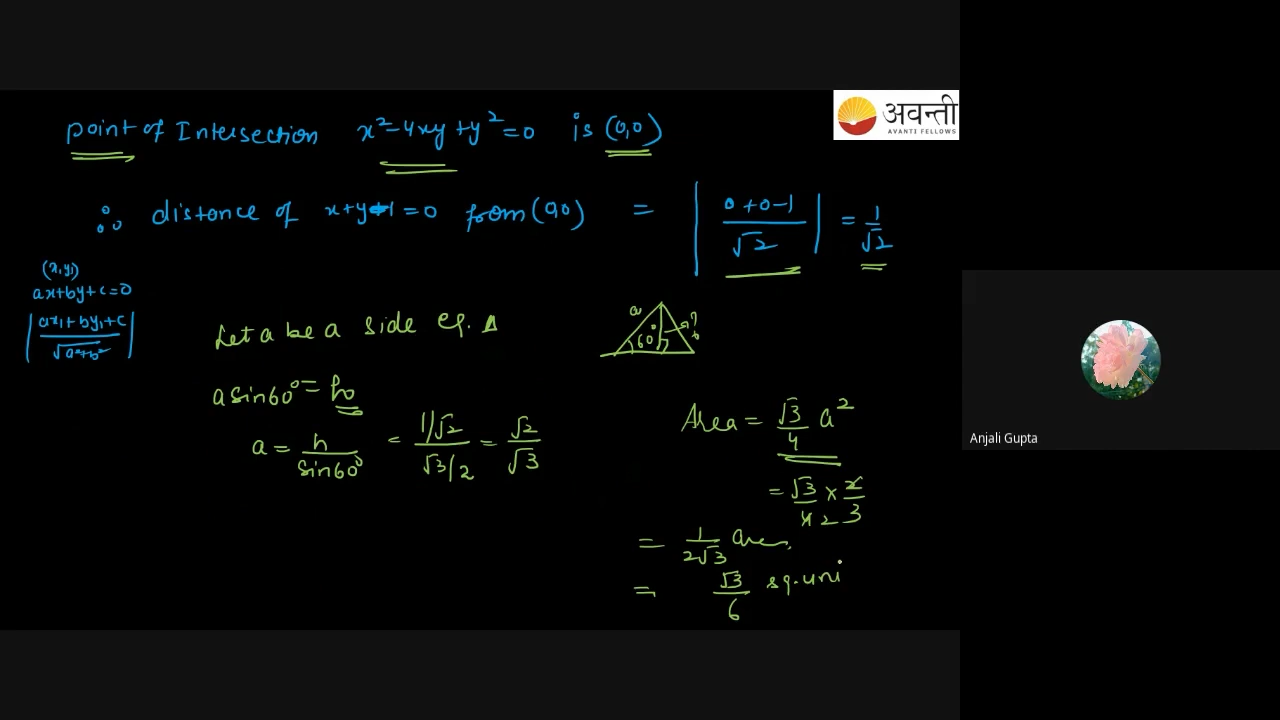 point of Intersection x²-4xy+y²=0 is (0,0)
अवन्ती
AVANTI FELLOWS
∴ distance of x+y-1=0 from (0,0) = |0+0-1/√2| = 1/√2
(x,y₁)
ax+by+c=0
|ax₁+by₁+c/√a²+b²|
Let a be a side eq. Δ
a
60°
a sin60° = h
a = h/sin60° = 1/√2/√3/2 = √2/√3
Area = √3/4 a²
= √3/4 2 × 2/3
= 1/2√3 are
= √3/6 sq.uni
Anjali Gupta